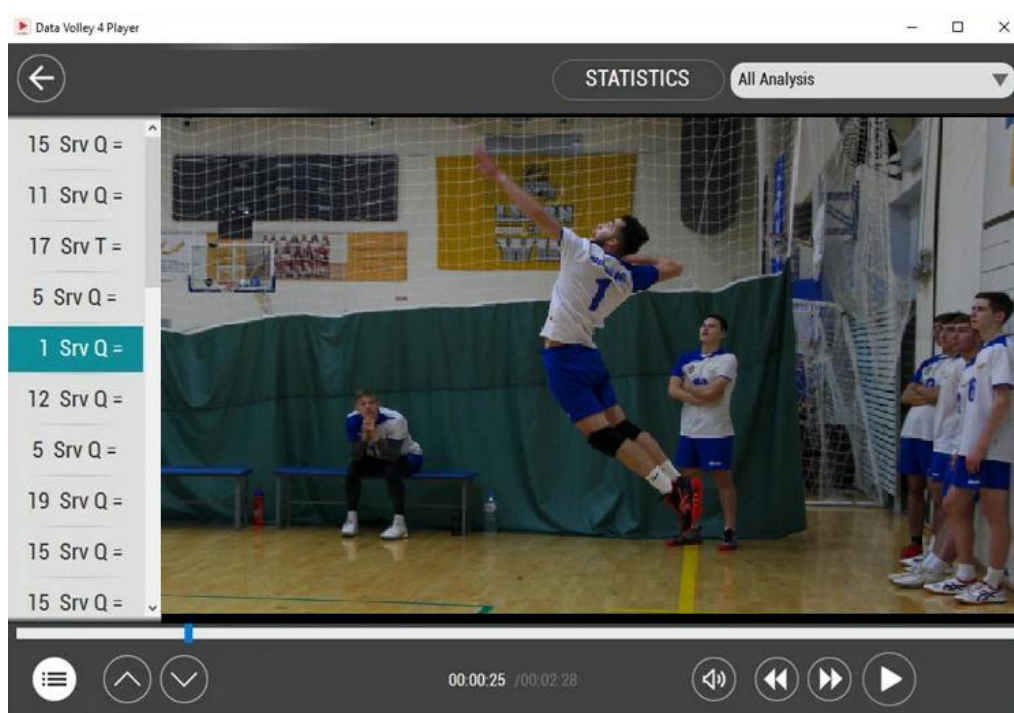 Data Volley 4 Player
STATISTICS
All Analysis
15 Srv Q =
11 Srv Q =
17 Srv T =
5 Srv Q =
1 Srv Q =
12 Srv Q =
5 Srv Q =
19 Srv Q =
15 Srv Q =
15 Srv Q =
1
6
00:00:25 /00:02:28